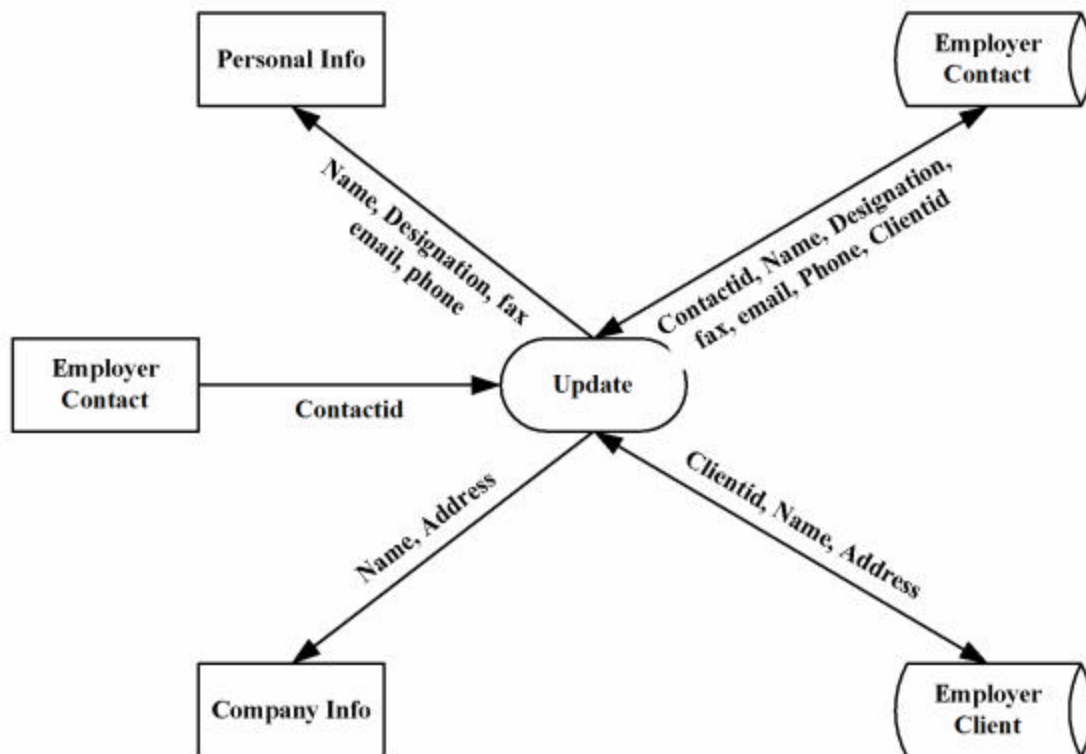 Personal Info
Employer
Contact
Name, Designation, fax
email, phone
Contactid, Name, Designation,
fax, email, Phone, Clientid
Employer
Contact
Contactid
Update
Name, Address
Clientid, Name, Address
Company Info
Employer
Client